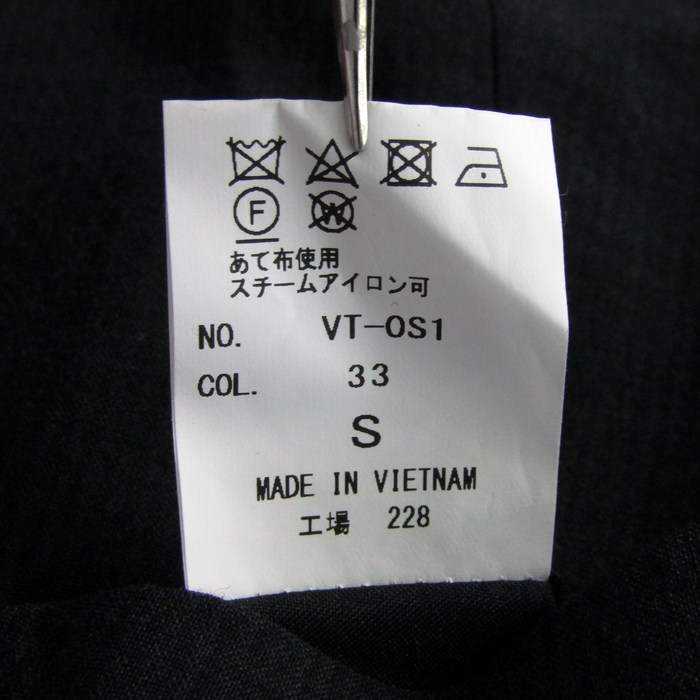 F W
あて布使用
スチームアイロン可
NO. VT-OS1
COL. 33
S
MADE IN VIETNAM
工場 228